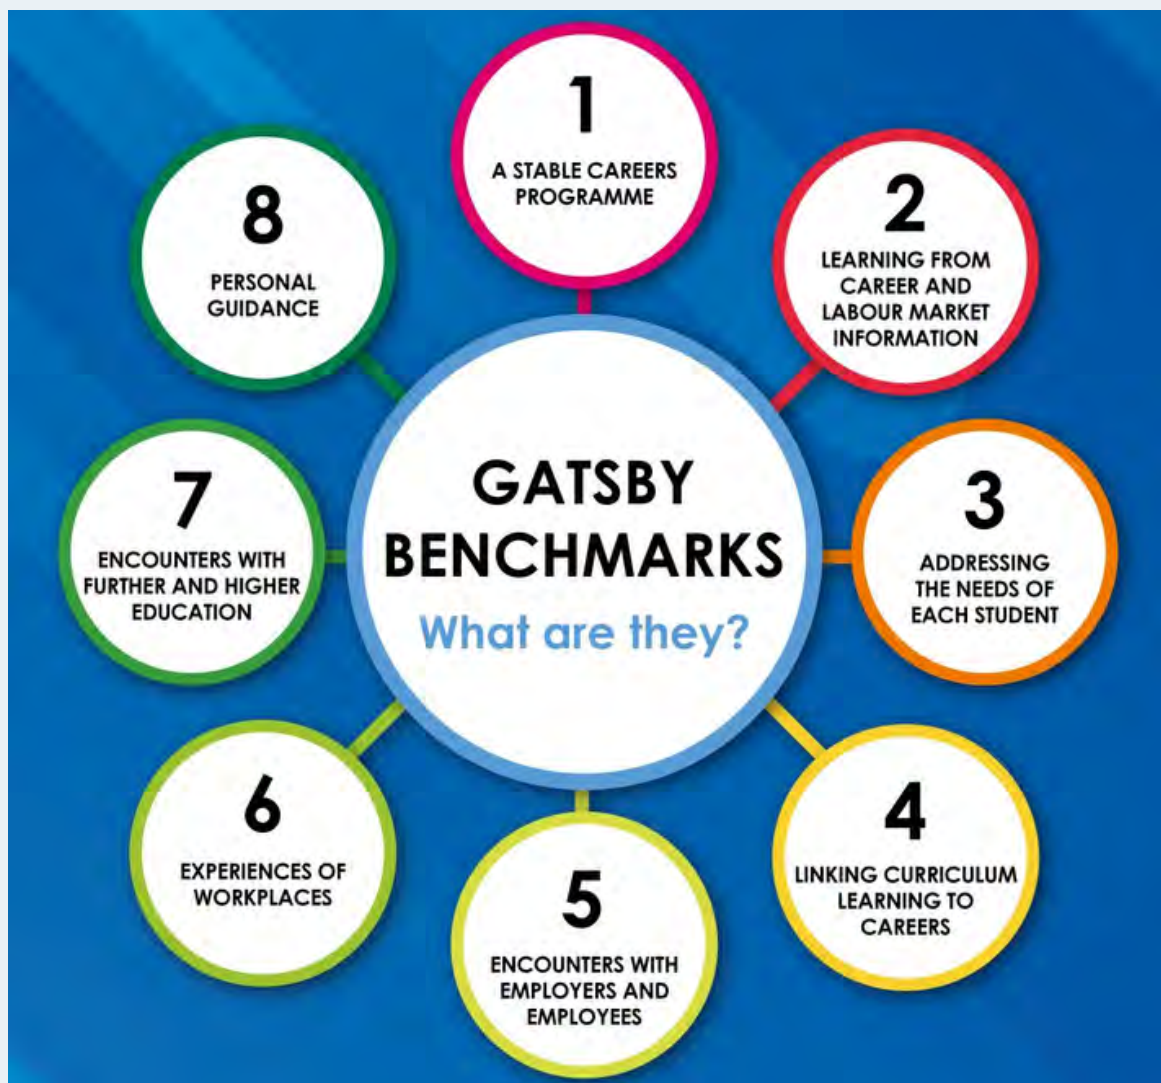 GATSBY
BENCHMARKS
What are they?
1
A STABLE CAREERS
PROGRAMME
2
LEARNING FROM
CAREER AND
LABOUR MARKET
INFORMATION
3
ADDRESSING
THE NEEDS OF
EACH STUDENT
4
LINKING CURRICULUM
LEARNING TO
CAREERS
5
ENCOUNTERS WITH
EMPLOYERS AND
EMPLOYEES
6
EXPERIENCES OF
WORKPLACES
7
ENCOUNTERS WITH
FURTHER AND HIGHER
EDUCATION
8
PERSONAL
GUIDANCE